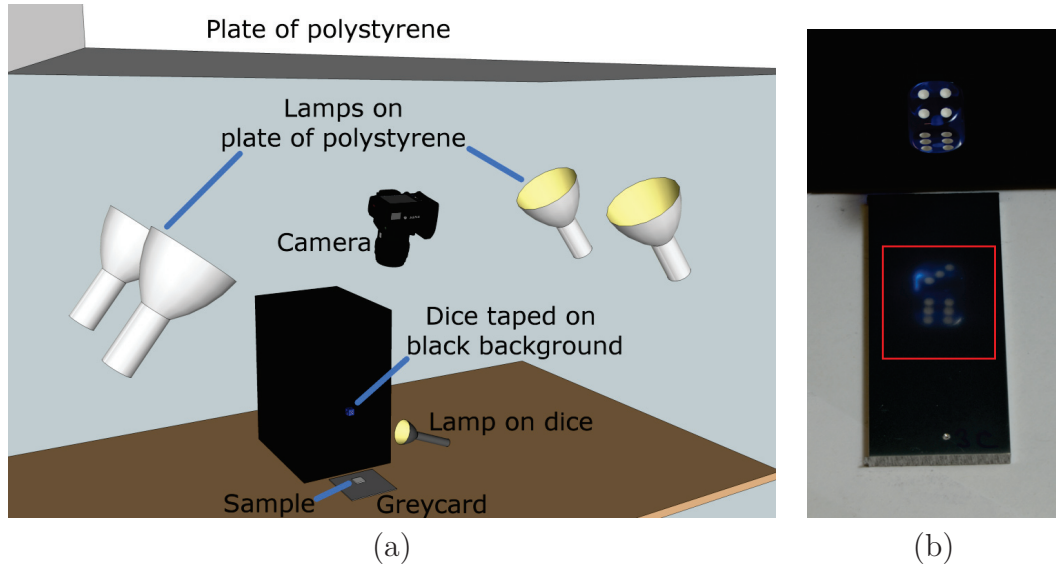 Plate of polystyrene
Lamps on
plate of polystyrene
Camera
Dice taped on
black background
Lamp on dice
Sample
Greycard
(a)
(b)